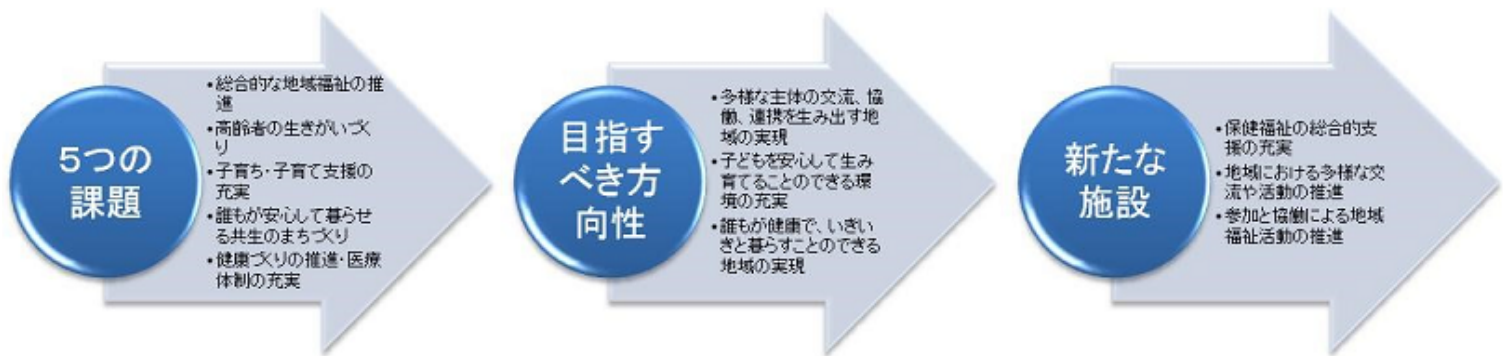 5つの
課題
・総合的な地域福祉の推
進
・高齢者の生きがいづく
り
・子育ち・子育て支援の
充実
・誰もが安心して暮らせ
る共生のまちづくり
・健康づくりの推進・医療
体制の充実
目指す
べき方
向性
・多様な主体の交流、協
働、連携を生み出す地
域の実現
・子どもを安心して生み
育てることのできる環
境の充実
・誰もが健康で、いきい
きと暮らすことのできる
地域の実現
新たな
施設
・保健福祉の総合的支
援の充実
・地域における多様な交
流や活動の推進
・参加と協働による地域
福祉活動の推進